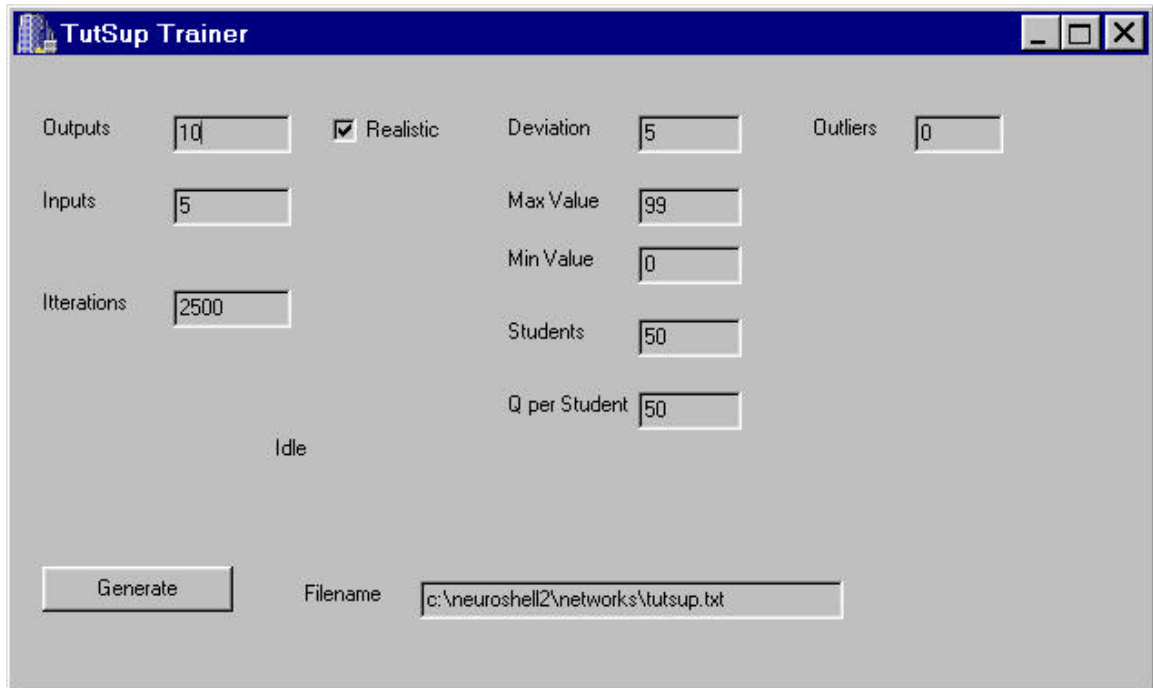 TutSup Trainer
Outputs 10 Realistic Deviation 5 Outliers 0
Inputs 5 Max Value 99
Min Value 0
Itterations 2500
Students 50
Q per Student 50
Idle
Generate Filename c:\neuroshell2\networks\tutsup.txt